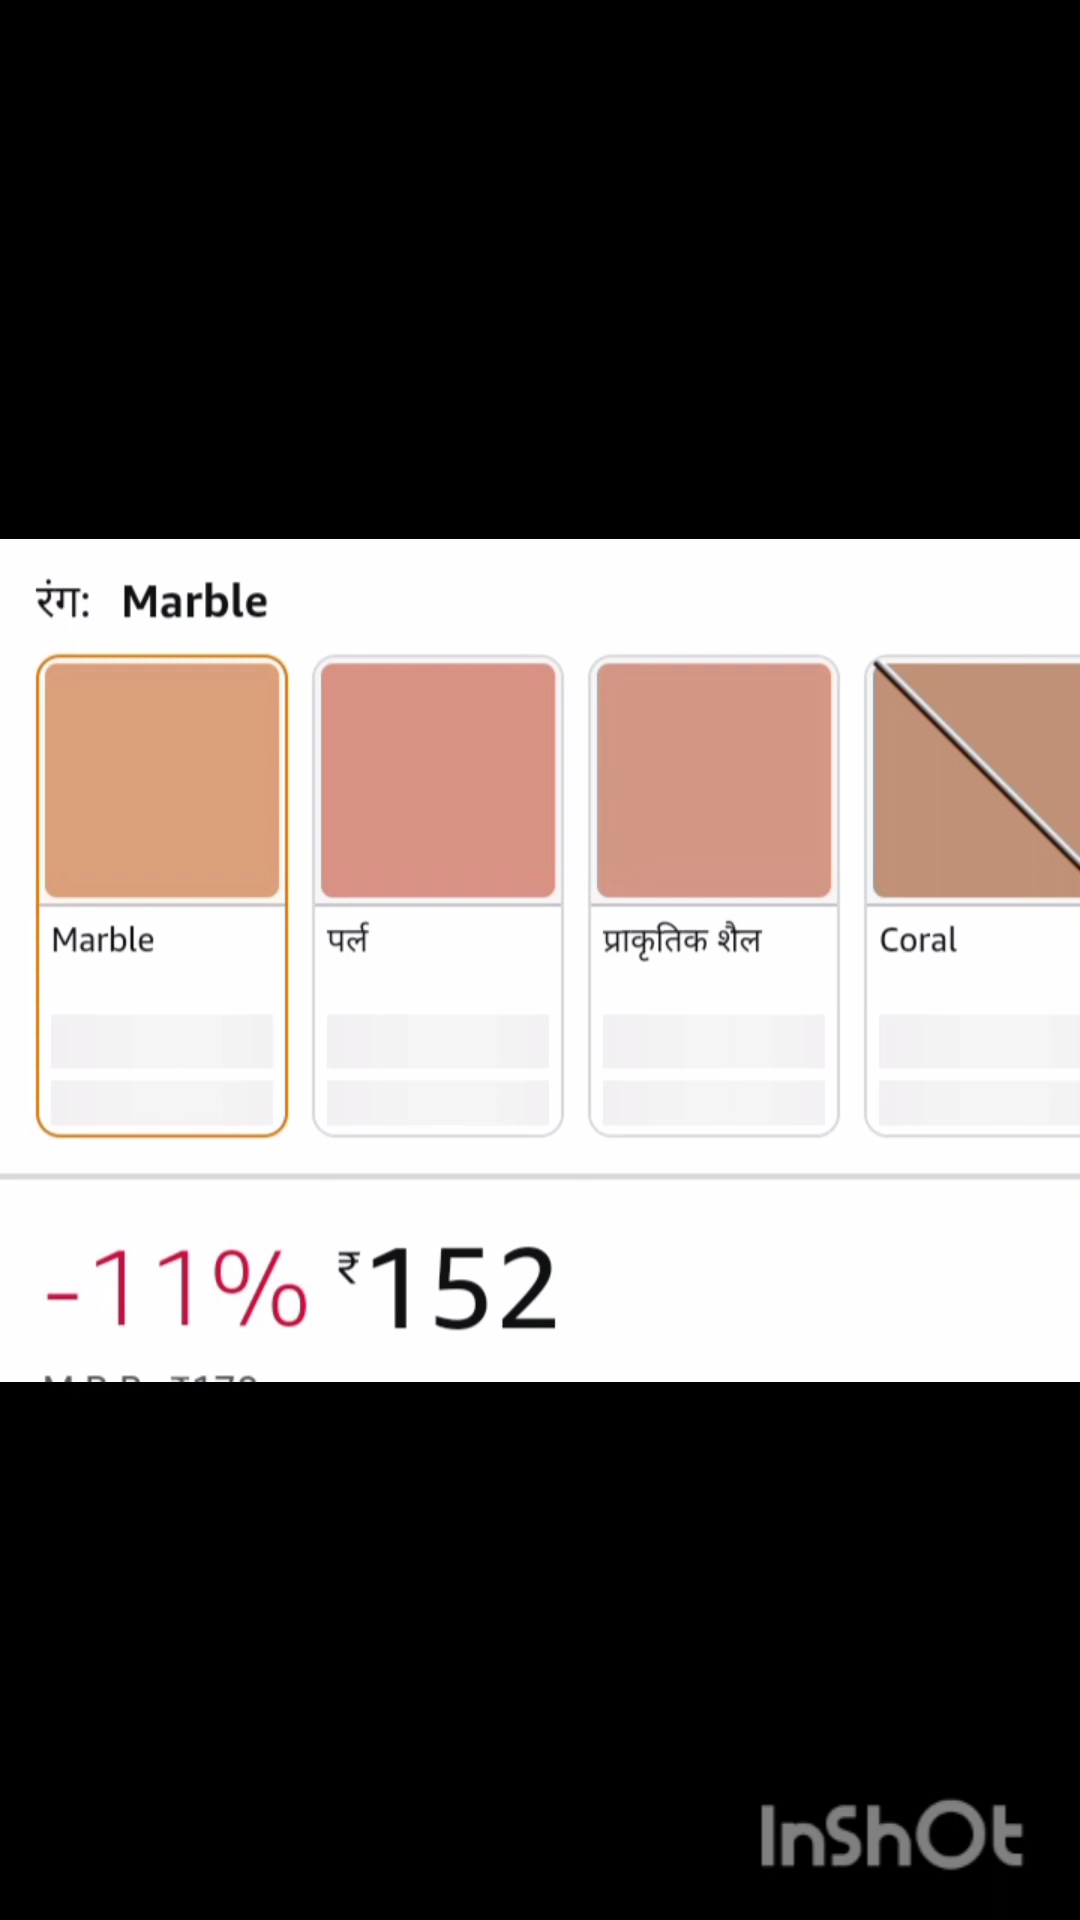 रंग: Marble
Marble
पर्ल
प्राकृतिक शैल
Coral
-11% ₹152
InShOt